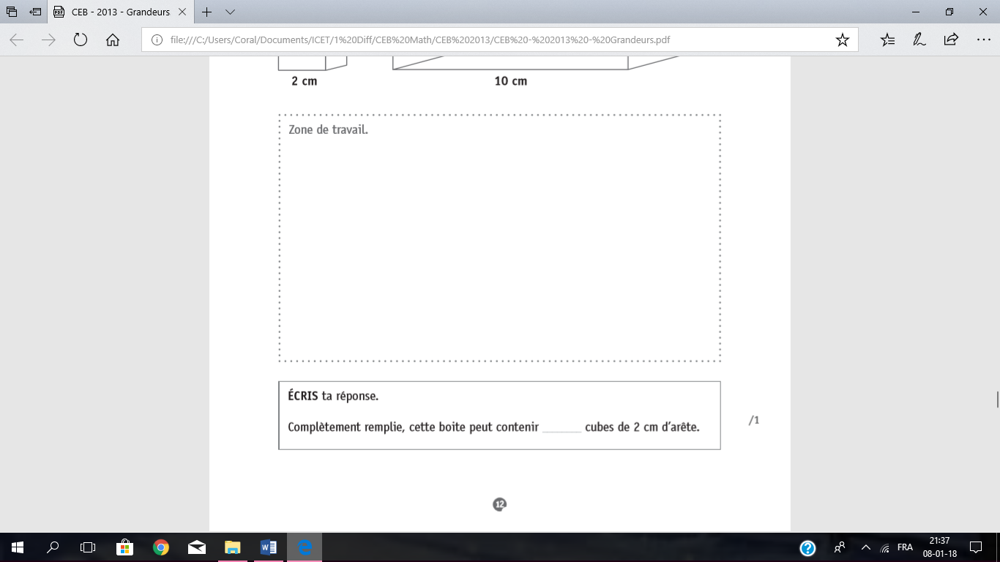 CEB - 2013 - Grandeurs
file:///C:/Users/Coral/Documents/ICET/1%20Diff/CEB%20Math/CEB%202013/CEB%20-%202013%20-%20Grandeurs.pdf
2 cm 10 cm
Zone de travail.
ÉCRIS ta réponse.
Complètement remplie, cette boite peut contenir ______ cubes de 2 cm d'arête.
/1
12
FRA
21:37
08-01-18